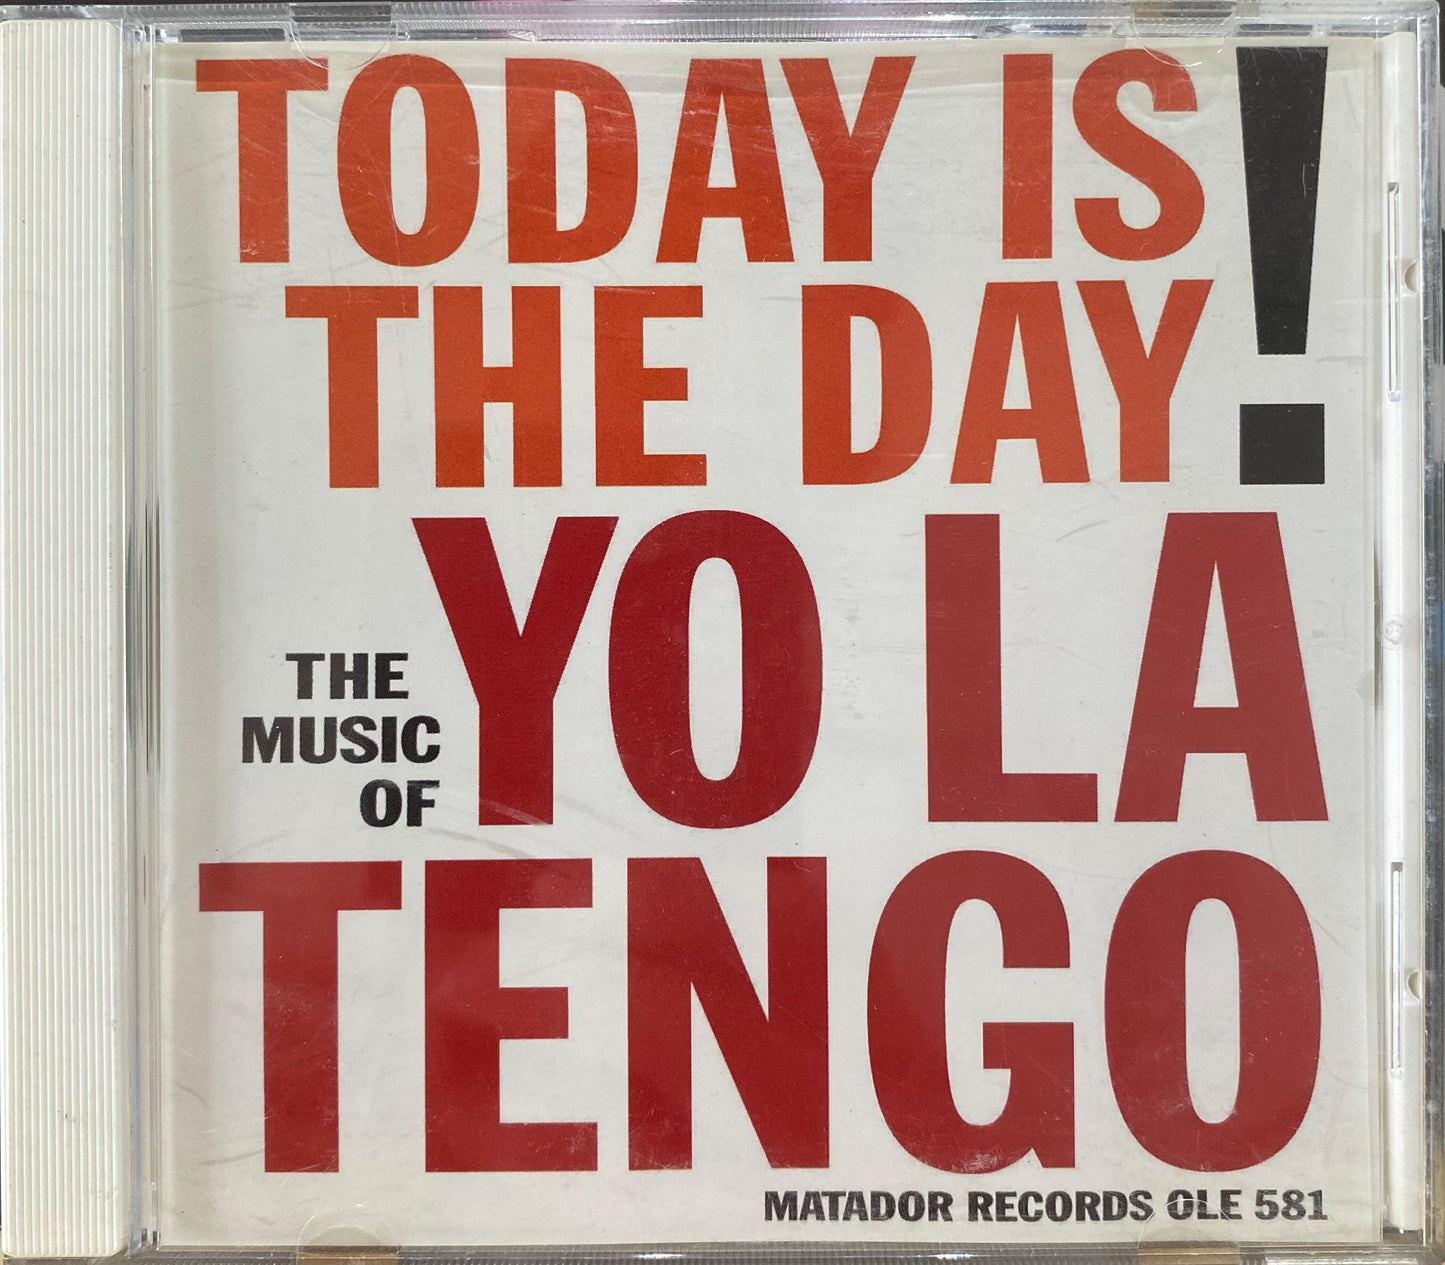 TODAY IS
THE DAY!
THE
MUSIC
OF
YO LA
TENGO
MATADOR RECORDS OLE 581